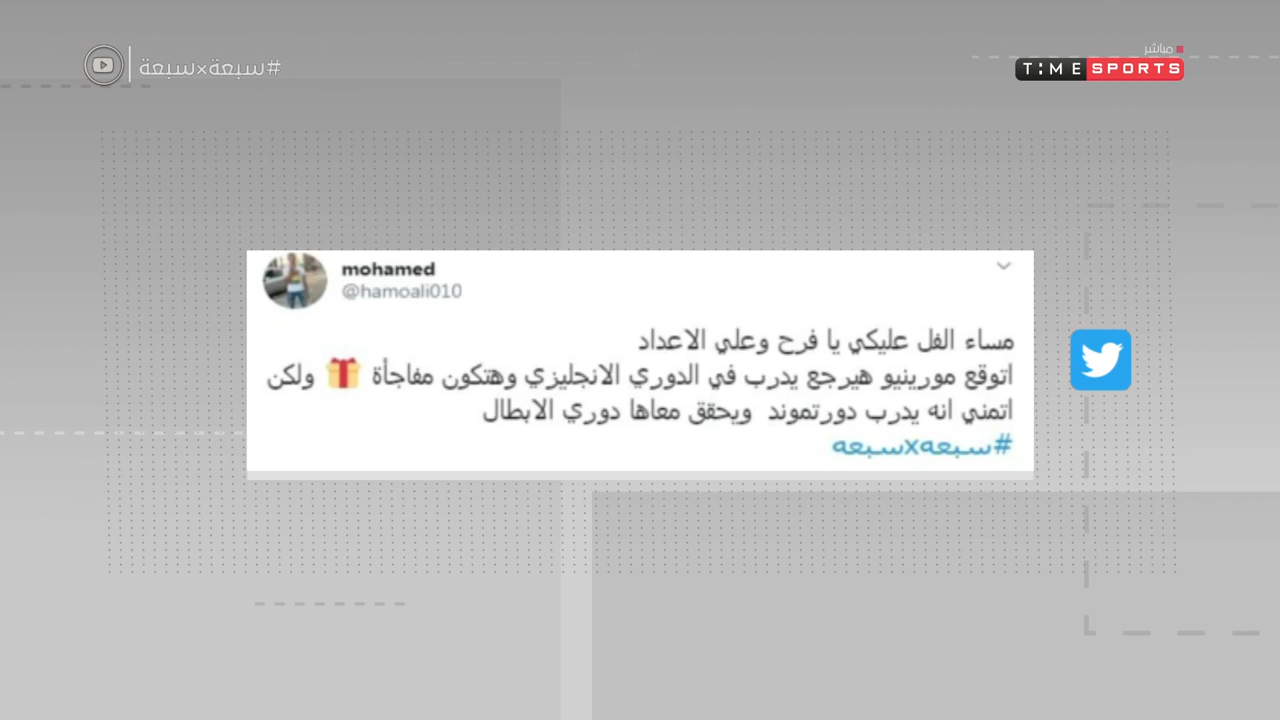 #سبعة×سبعة
مباشر
TIME SPORTS
mohamed
@hamoali010
مساء الفل عليكي يا فرح وعلي الاعداد
اتوقع مورينيو هيرجع يدرب في الدوري الانجليزي وهتكون مفاجأة 🎁 ولكن
اتمني انه يدرب دورتموند ويحقق معاها دوري الابطال
#سبعهxسبعه